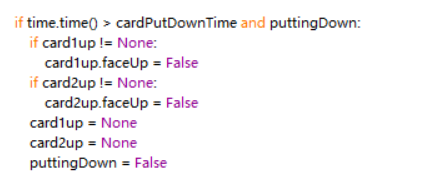 if time.time() > cardPutDownTime and puttingDown:
    if card1up != None:
        card1up.faceUp = False
    if card2up != None:
        card2up.faceUp = False
    card1up = None
    card2up = None
    puttingDown = False